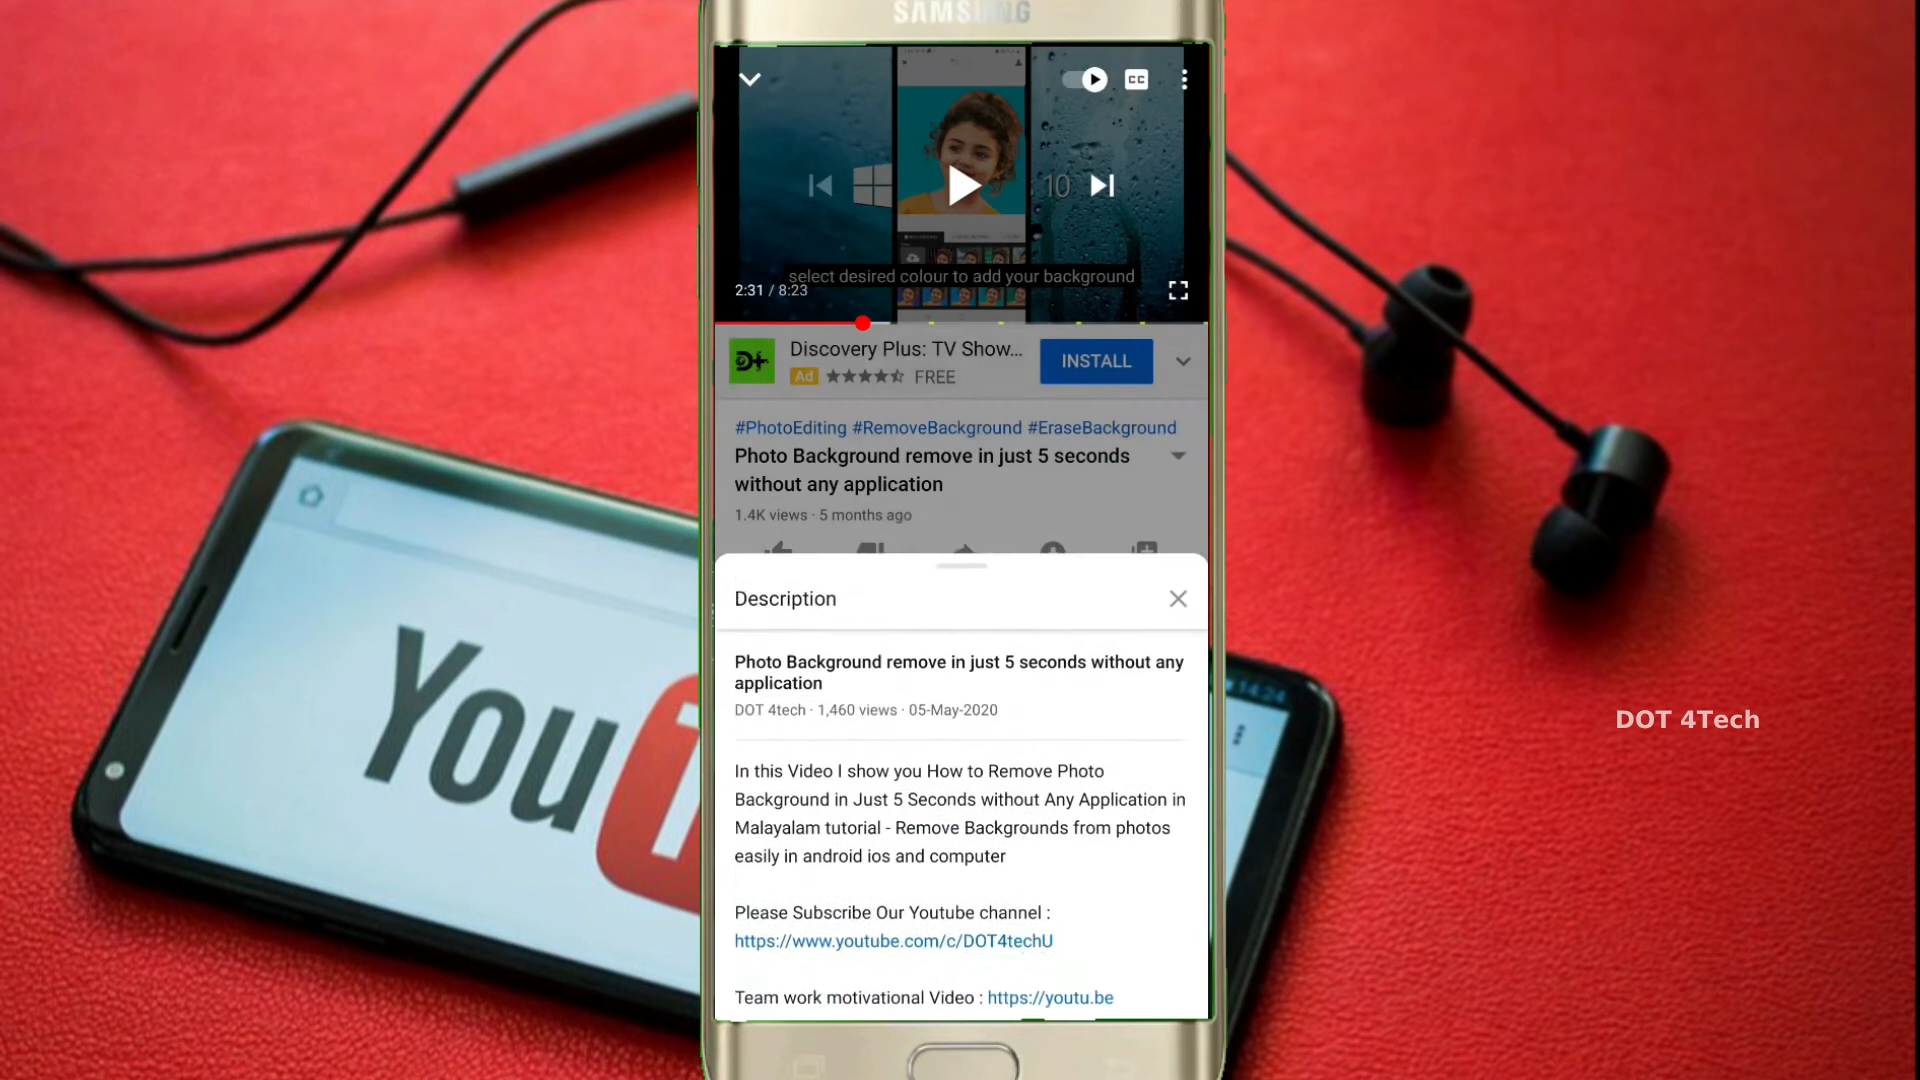 SAMSUNG
CC
10
select desired colour to add your background
2:31 / 8:23
D+
Discovery Plus: TV Show...
Ad
FREE
INSTALL
#PhotoEditing #RemoveBackground #EraseBackground
Photo Background remove in just 5 seconds
without any application
1.4K views · 5 months ago
Description
Photo Background remove in just 5 seconds without any
application
DOT 4tech · 1,460 views · 05-May-2020
In this Video I show you How to Remove Photo
Background in Just 5 Seconds without Any Application in
Malayalam tutorial - Remove Backgrounds from photos
easily in android ios and computer
Please Subscribe Our Youtube channel :
https://www.youtube.com/c/DOT4techU
Team work motivational Video : https://youtu.be
You
14:24
DOT 4Tech